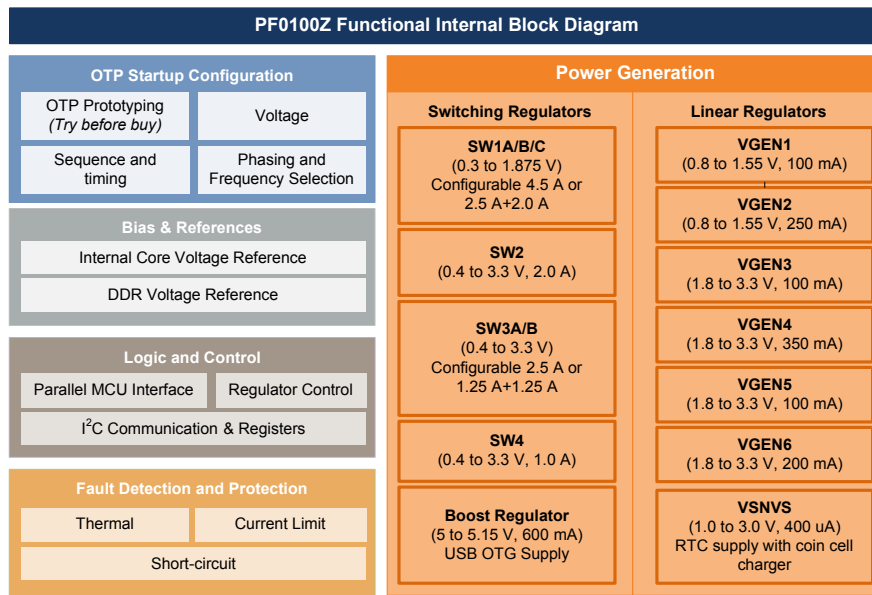 PF0100Z Functional Internal Block Diagram
OTP Startup Configuration
OTP Prototyping
(Try before buy)
Voltage
Sequence and
timing
Phasing and
Frequency Selection
Bias & References
Internal Core Voltage Reference
DDR Voltage Reference
Logic and Control
Parallel MCU Interface
Regulator Control
I²C Communication & Registers
Fault Detection and Protection
Thermal
Current Limit
Short-circuit
Power Generation
Switching Regulators
SW1A/B/C
(0.3 to 1.875 V)
Configurable 4.5 A or
2.5 A+2.0 A
SW2
(0.4 to 3.3 V, 2.0 A)
SW3A/B
(0.4 to 3.3 V)
Configurable 2.5 A or
1.25 A+1.25 A
SW4
(0.4 to 3.3 V, 1.0 A)
Boost Regulator
(5 to 5.15 V, 600 mA)
USB OTG Supply
Linear Regulators
VGEN1
(0.8 to 1.55 V, 100 mA)
VGEN2
(0.8 to 1.55 V, 250 mA)
VGEN3
(1.8 to 3.3 V, 100 mA)
VGEN4
(1.8 to 3.3 V, 350 mA)
VGEN5
(1.8 to 3.3 V, 100 mA)
VGEN6
(1.8 to 3.3 V, 200 mA)
VSNVS
(1.0 to 3.0 V, 400 uA)
RTC supply with coin cell
charger